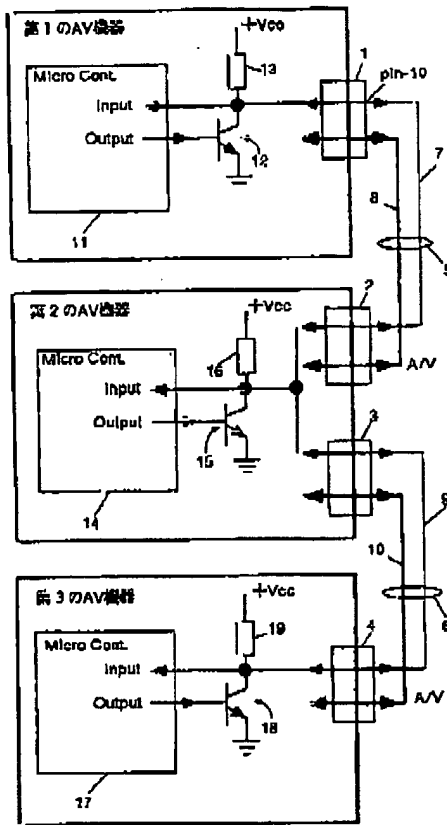 第1のAV機器
+Vcc
1
Micro Cont.
13
pin-10
Input
Output
12
7
8
11
5
第2のAV機器
+Vcc
2
Micro Cont.
16
A/V
Input
3
Output
15
14
9
10
第3のAV機器
+Vcc
6
Micro Cont.
19
4
Input
A/V
Output
18
17